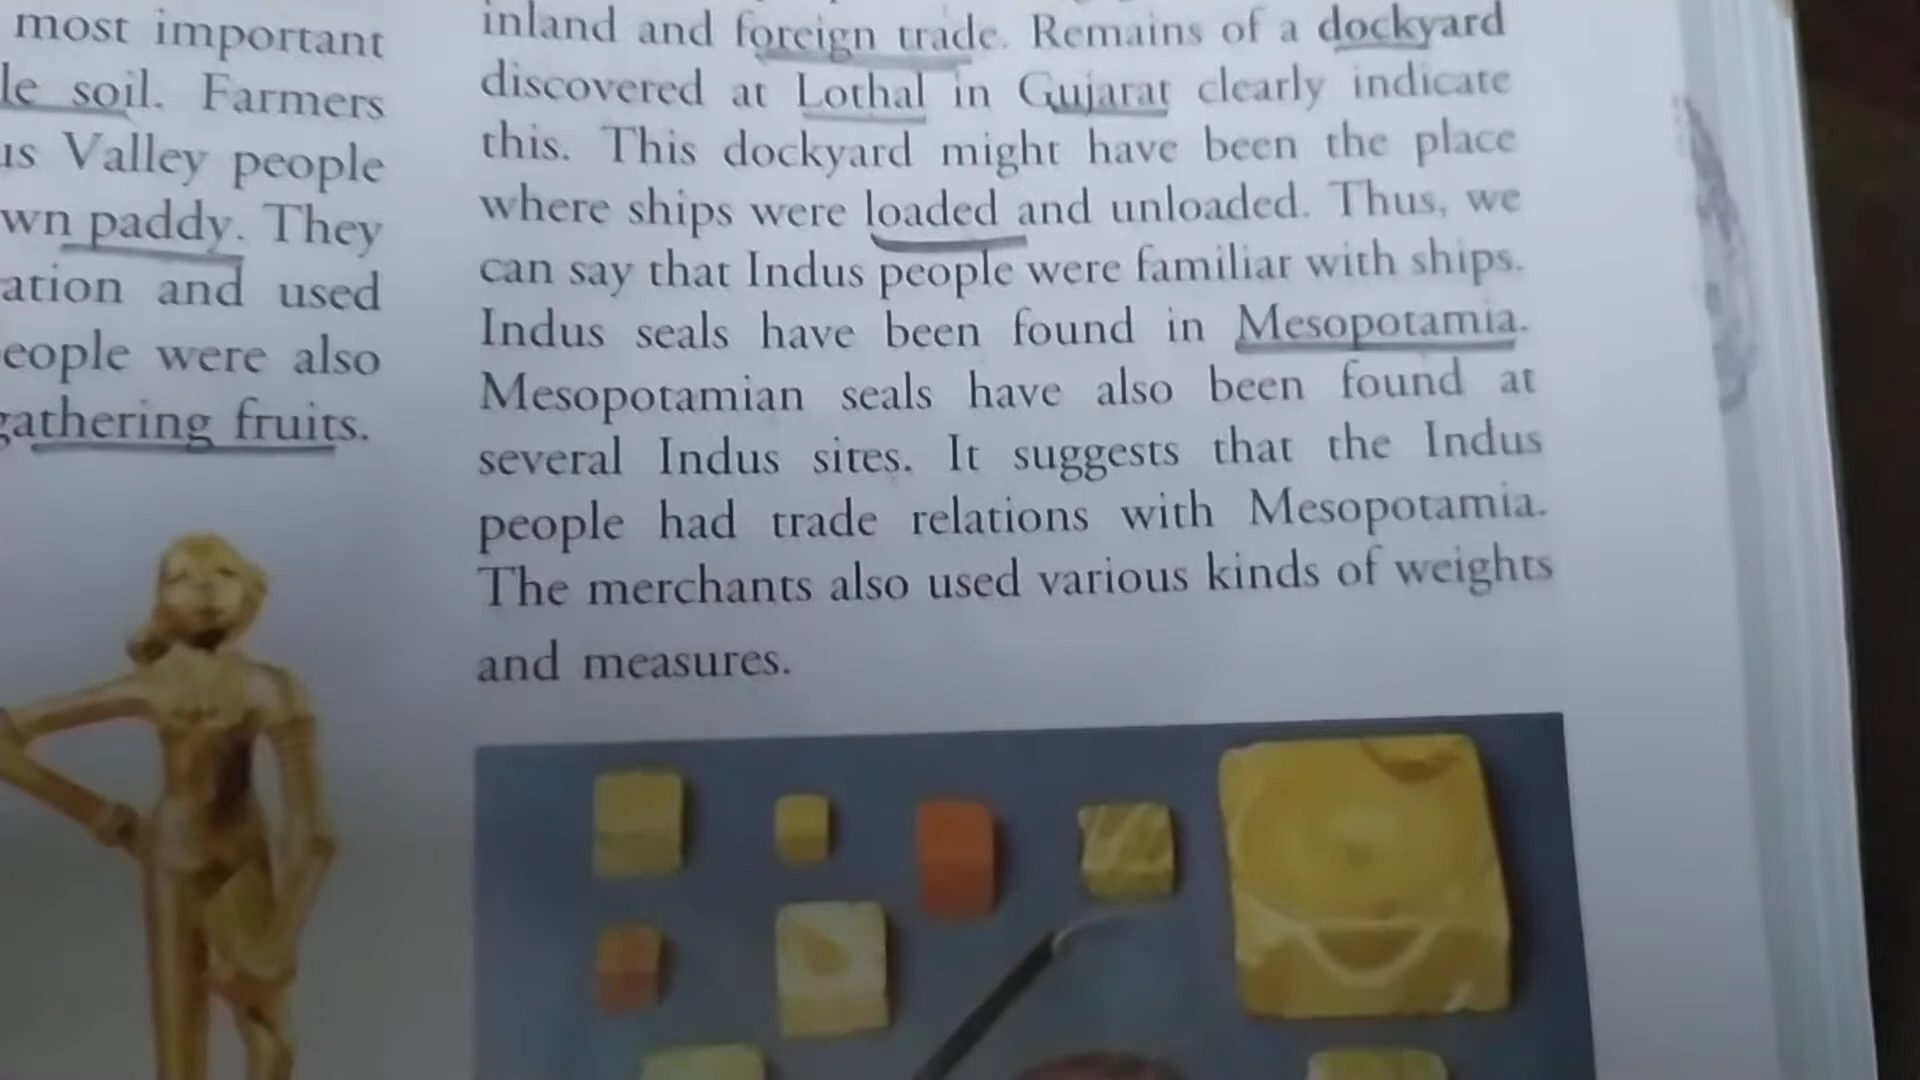 most important
le soil. Farmers
us Valley people
wn paddy. They
ation and used
eople were also
gathering fruits.
inland and foreign trade. Remains of a dockyard
discovered at Lothal in Gujarat clearly indicate
this. This dockyard might have been the place
where ships were loaded and unloaded. Thus, we
can say that Indus people were familiar with ships.
Indus seals have been found in Mesopotamia.
Mesopotamian seals have also been found at
several Indus sites. It suggests that the Indus
people had trade relations with Mesopotamia.
The merchants also used various kinds of weights
and measures.